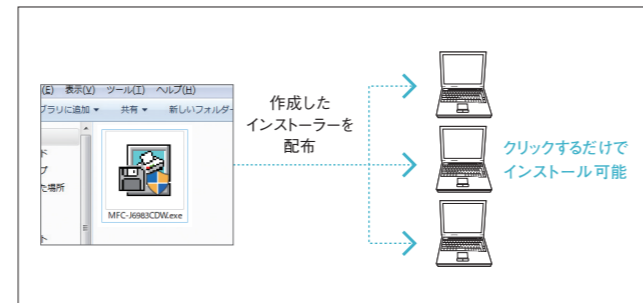 (E) 表示(V) ツール(T) ヘルプ(H)
ブラリに追加 ▼ 共有 ▼ 新しいフォルダー
ド
プ
た場所
ト
MFC-J6983CDW.exe
作成した
インストーラーを
配布
クリックするだけで
インストール可能